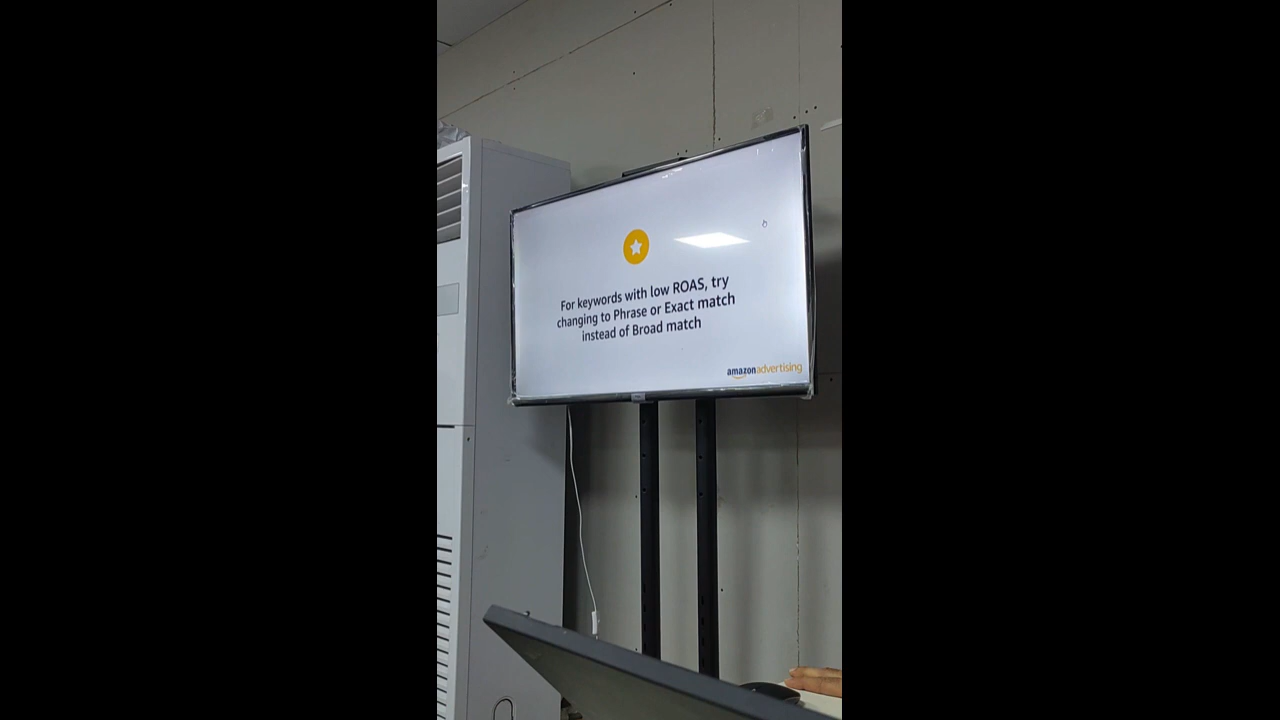 For keywords with low ROAS, try
changing to Phrase or Exact match
instead of Broad match
amazonadvertising